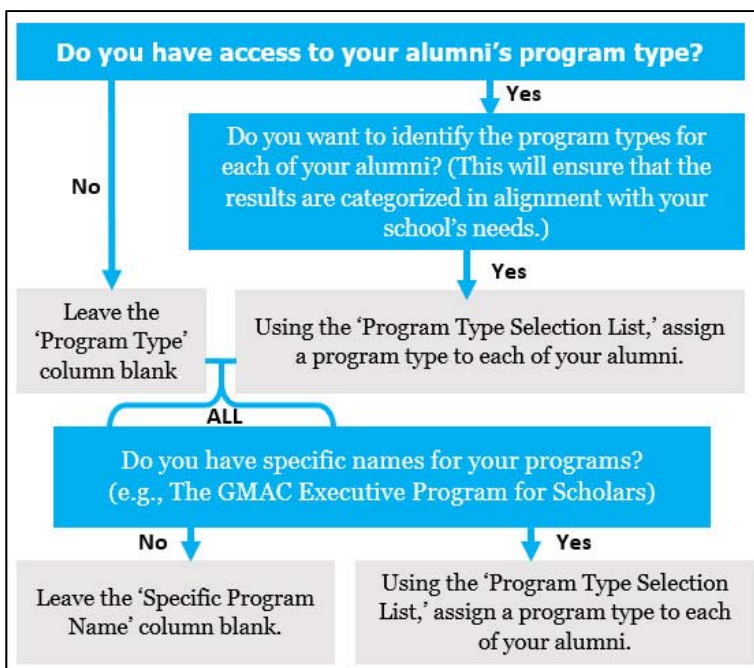 Do you have access to your alumni’s program type?
Yes
Do you want to identify the program types for
each of your alumni? (This will ensure that the
results are categorized in alignment with your
school’s needs.)
No
Yes
Leave the
‘Program Type’
column blank
Using the ‘Program Type Selection List,’ assign
a program type to each of your alumni.
ALL
Do you have specific names for your programs?
(e.g., The GMAC Executive Program for Scholars)
No
Yes
Leave the ‘Specific Program
Name’ column blank.
Using the ‘Program Type Selection
List,’ assign a program type to each
of your alumni.